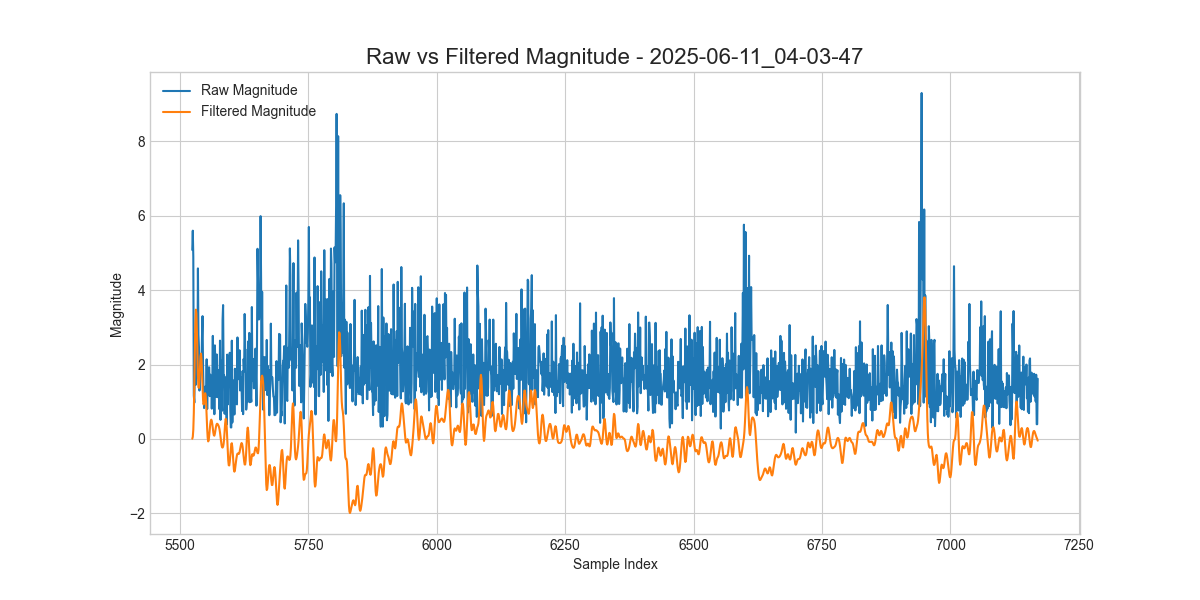 Raw vs Filtered Magnitude - 2025-06-11_04-03-47
Raw Magnitude
Filtered Magnitude
Magnitude
8
6
4
2
0
−2
5500 5750 6000 6250 6500 6750 7000 7250
Sample Index